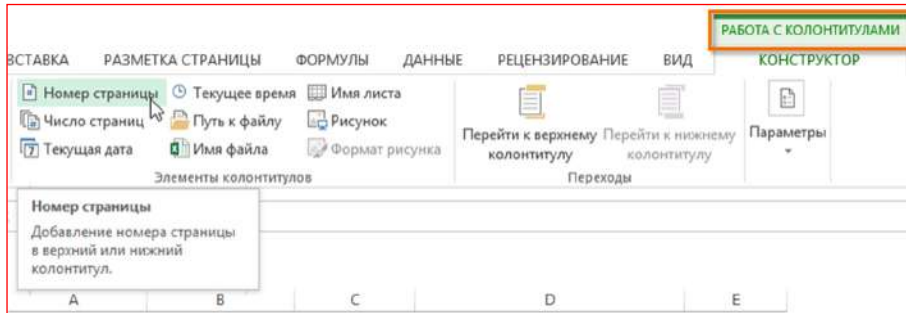 РАБОТА С КОЛОНТИТУЛАМИ
ВСТАВКА РАЗМЕТКА СТРАНИЦЫ ФОРМУЛЫ ДАННЫЕ РЕЦЕНЗИРОВАНИЕ ВИД КОНСТРУКТОР
Номер страницы Текущее время Имя листа
Число страниц Путь к файлу Рисунок
Текущая дата Имя файла Формат рисунка
Перейти к верхнему колонтитулу
Перейти к нижнему колонтитулу
Параметры
Элементы колонтитулов Переходы
Номер страницы
Добавление номера страницы
в верхний или нижний
колонтитул.
A B C D E